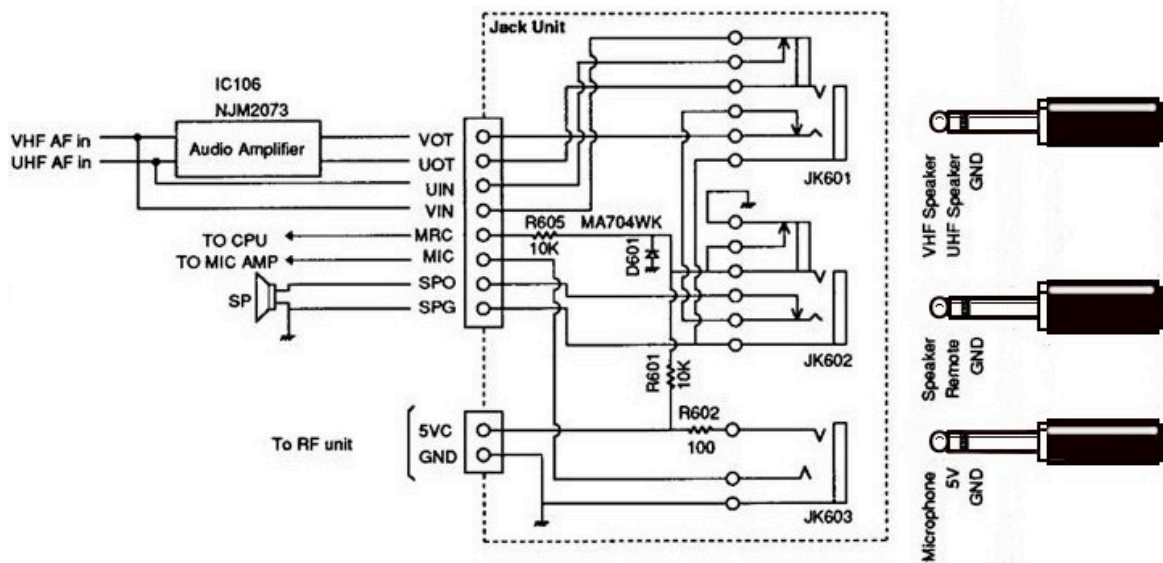 Jack Unit
IC106
NJM2073
VHF AF in
UHF AF in
Audio Amplifier
VOT
UOT
UIN
VIN
MRC
MIC
SPO
SPG
TO CPU
TO MIC AMP
SP
R605
10K
MA704WK
D601
JK601
JK602
R601
10K
R602
100
JK603
To RF unit
5VC
GND
VHF Speaker
UHF Speaker
GND
Speaker
Remote
GND
Microphone
5V
GND